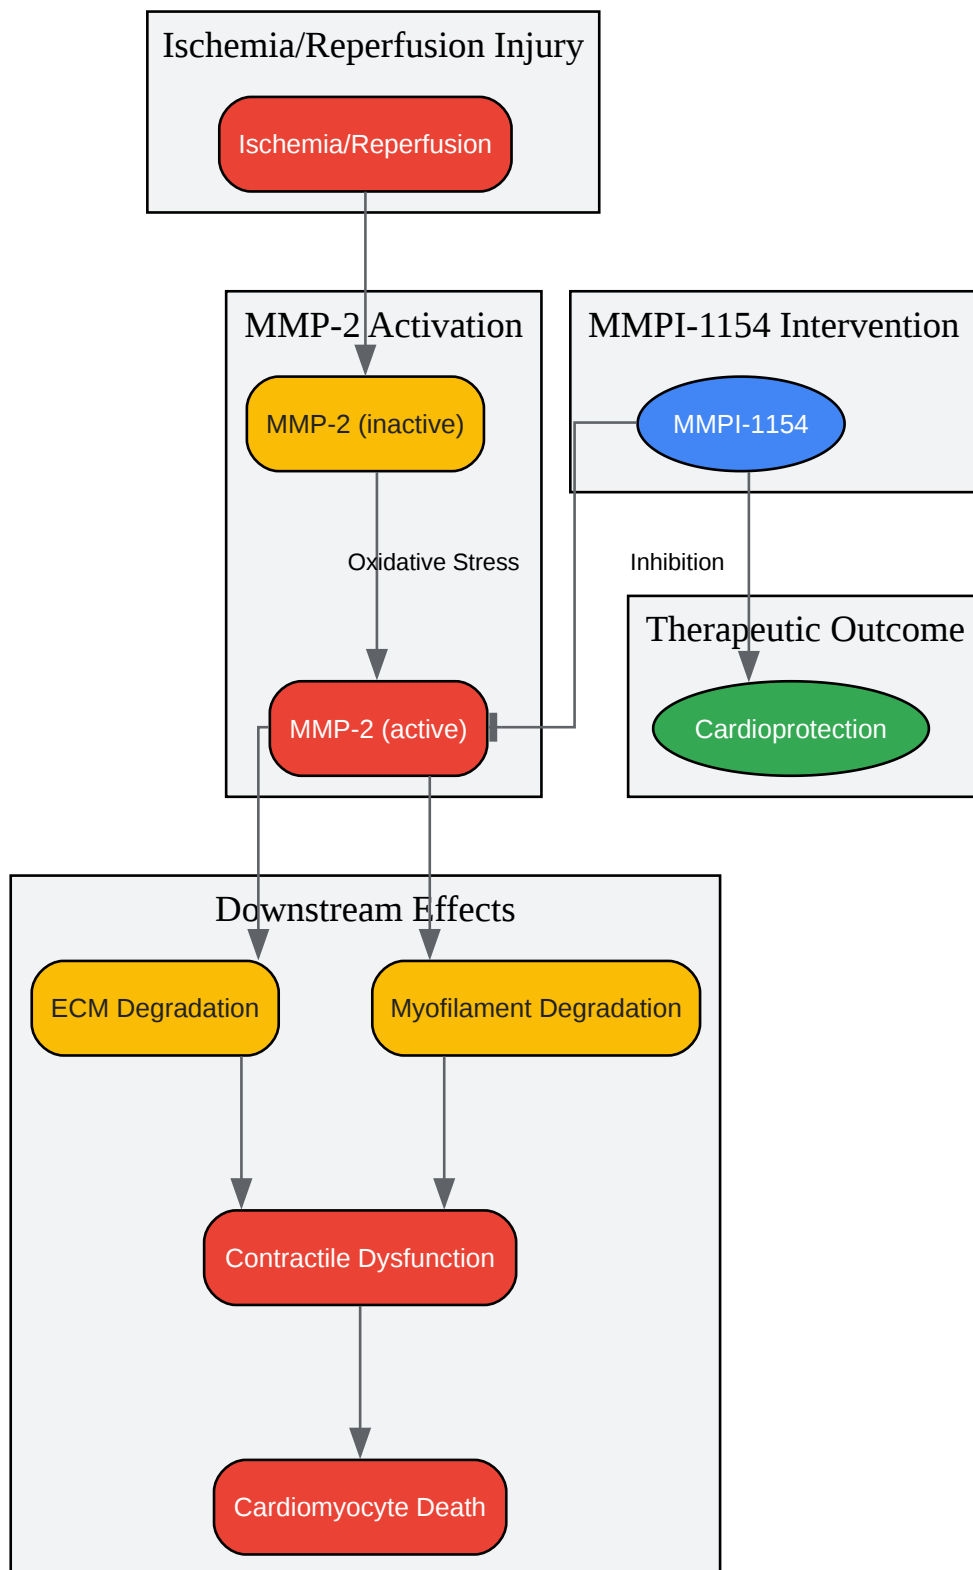 Ischemia/Reperfusion Injury
Ischemia/Reperfusion
MMP-2 Activation
MMPI-1154 Intervention
MMP-2 (inactive)
MMPI-1154
Oxidative Stress
Inhibition
Therapeutic Outcome
MMP-2 (active)
Cardioprotection
Downstream Effects
ECM Degradation
Myofilament Degradation
Contractile Dysfunction
Cardiomyocyte Death